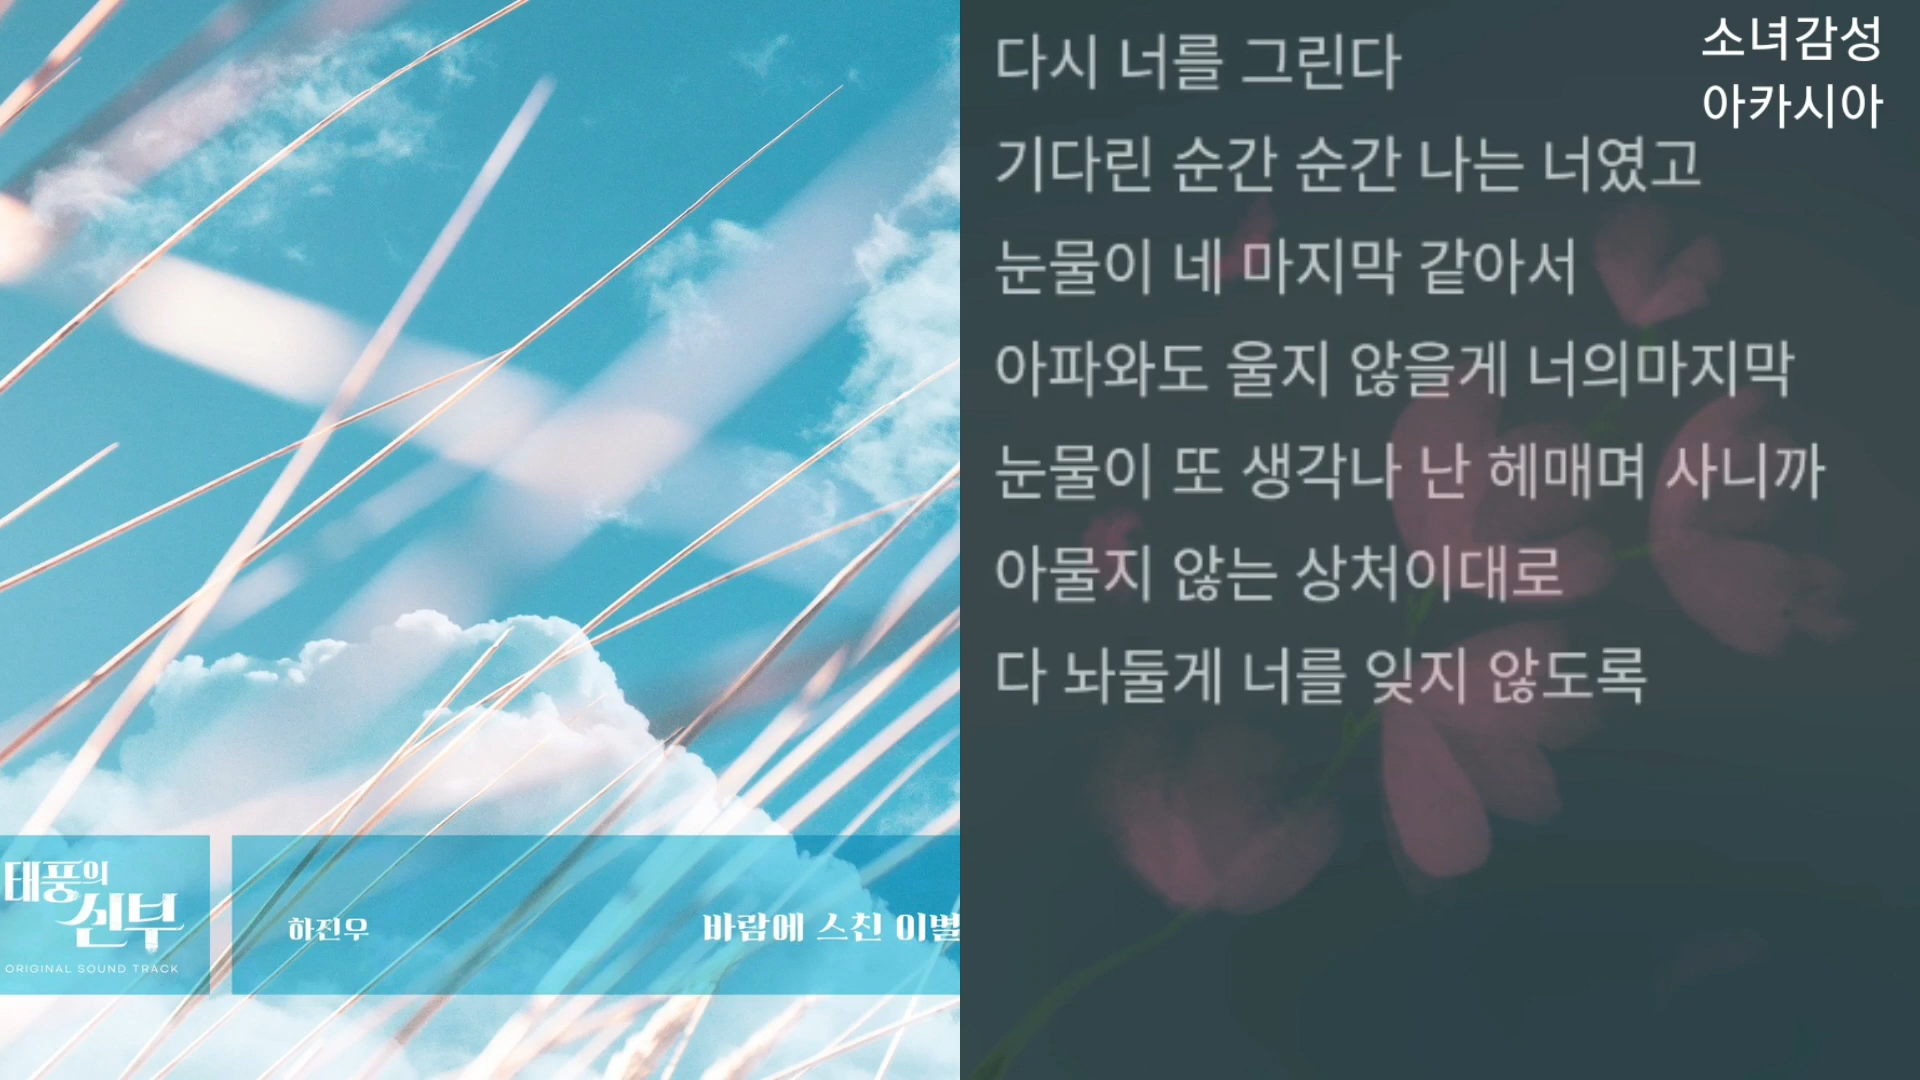 태풍의
신부
ORIGINAL SOUND TRACK
하진우
바람에 스친 이별
소녀감성
아카시아
다시 너를 그린다
기다린 순간 순간 나는 너였고
눈물이 네 마지막 같아서
아파와도 울지 않을게 너의마지막
눈물이 또 생각나 난 헤매며 사니까
아물지 않는 상처이대로
다 놔둘게 너를 잊지 않도록